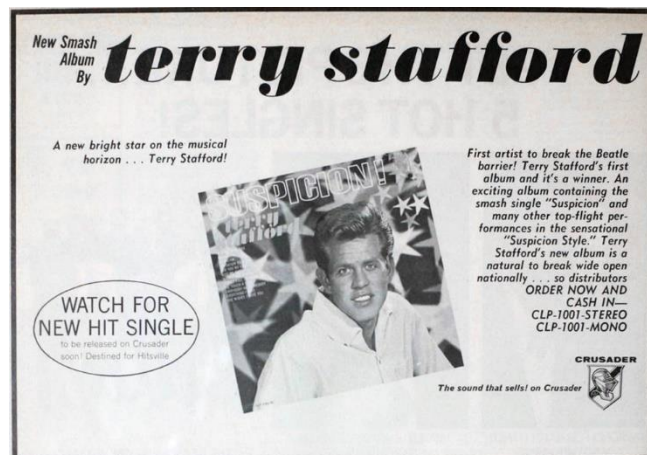 New Smash
Album
By
terry stafford
A new bright star on the musical
horizon . . . Terry Stafford!
SUSPICION!
terry
stafford
First artist to break the Beatle
barrier! Terry Stafford's first
album and it's a winner. An
exciting album containing the
smash single "Suspicion" and
many other top-flight per-
formances in the sensational
"Suspicion Style." Terry
Stafford's new album is a
natural to break wide open
nationally . . . so distributors
ORDER NOW AND
CASH IN—
CLP-1001-STEREO
CLP-1001-MONO
WATCH FOR
NEW HIT SINGLE
to be released on Crusader
soon! Destined for Hitsville
CRUSADER
The sound that sells! on Crusader